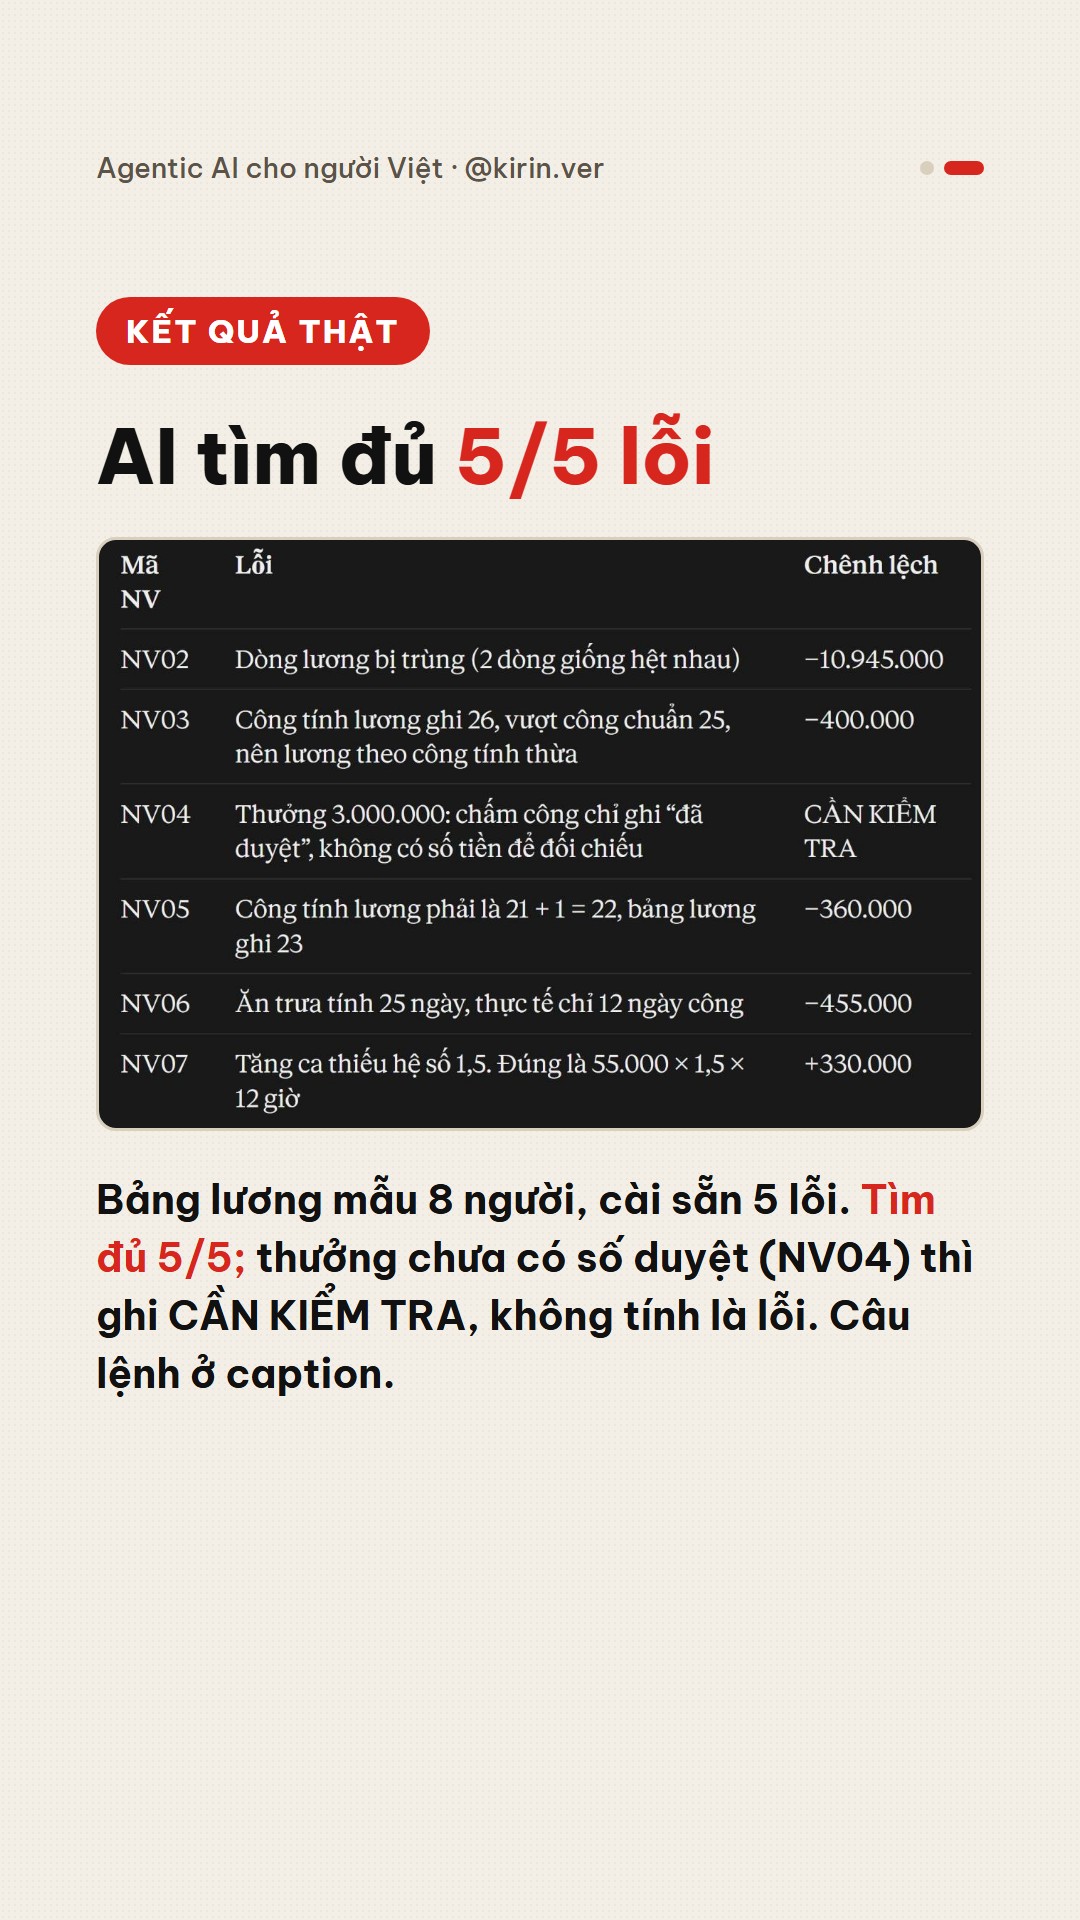 Agentic AI cho người Việt · @kirin.ver
KẾT QUẢ THẬT
AI tìm đủ 5/5 lỗi
Mã NV Lỗi Chênh lệch
NV02 Dòng lương bị trùng (2 dòng giống hệt nhau) −10.945.000
NV03 Công tính lương ghi 26, vượt công chuẩn 25, −400.000
nên lương theo công tính thừa
NV04 Thưởng 3.000.000: chấm công chỉ ghi “đã CẦN KIỂM
duyệt”, không có số tiền để đối chiếu TRA
NV05 Công tính lương phải là 21 + 1 = 22, bảng lương −360.000
ghi 23
NV06 Ăn trưa tính 25 ngày, thực tế chỉ 12 ngày công −455.000
NV07 Tăng ca thiếu hệ số 1,5. Đúng là 55.000 × 1,5 × +330.000
12 giờ
Bảng lương mẫu 8 người, cài sẵn 5 lỗi. Tìm
đủ 5/5; thưởng chưa có số duyệt (NV04) thì
ghi CẦN KIỂM TRA, không tính là lỗi. Câu
lệnh ở caption.